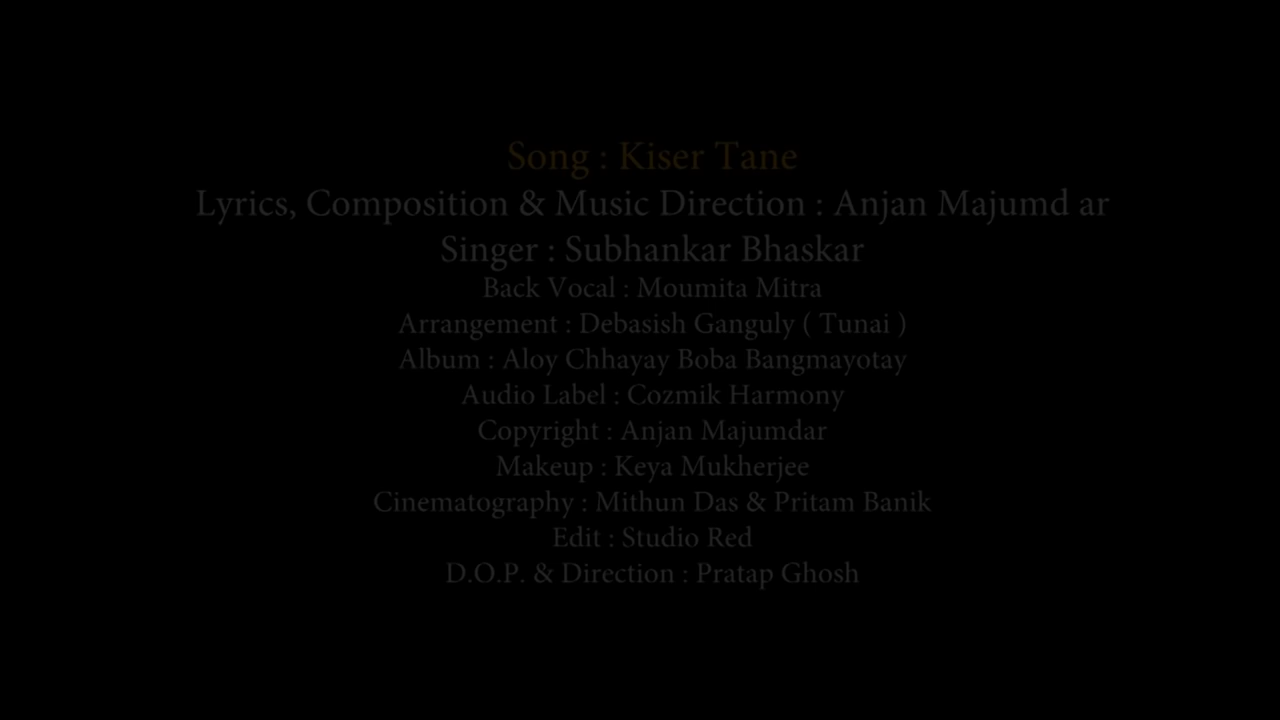 Song : Kiser Tane
Lyrics, Composition & Music Direction : Anjan Majumd ar
Singer : Subhankar Bhaskar
Back Vocal : Moumita Mitra
Arrangement : Debasish Ganguly ( Tunai )
Album : Aloy Chhayay Boba Bangmayotay
Audio Label : Cozmik Harmony
Copyright : Anjan Majumdar
Makeup : Keya Mukherjee
Cinematography : Mithun Das & Pritam Banik
Edit : Studio Red
D.O.P. & Direction : Pratap Ghosh